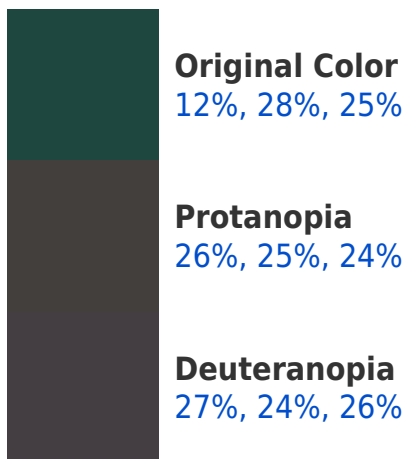 Original Color
12%, 28%, 25%
Protanopia
26%, 25%, 24%
Deuteranopia
27%, 24%, 26%